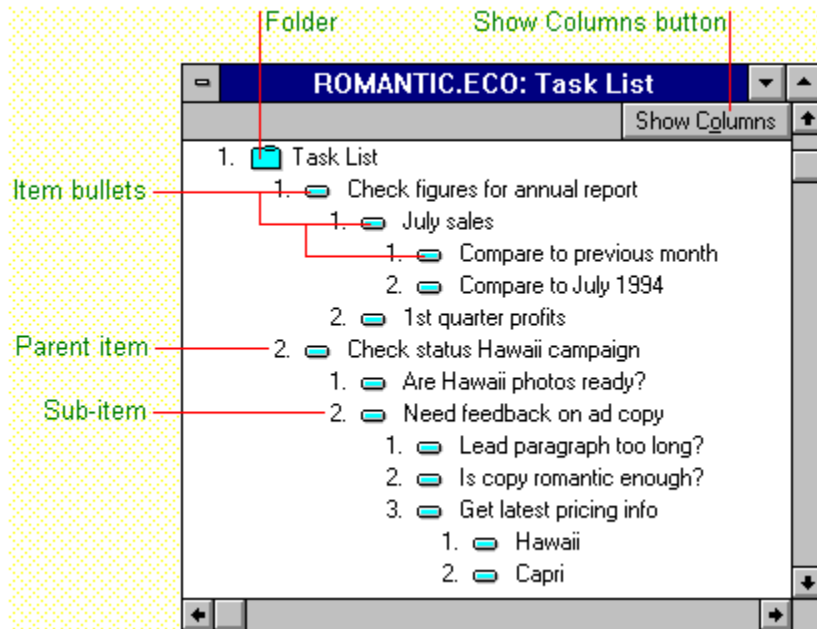 Folder Show Columns button
ROMANTIC.ECO: Task List
Show Columns
1. Task List
Item bullets 1. Check figures for annual report
1. July sales
1. Compare to previous month
2. Compare to July 1994
2. 1st quarter profits
Parent item 2. Check status Hawaii campaign
1. Are Hawaii photos ready?
Sub-item 2. Need feedback on ad copy
1. Lead paragraph too long?
2. Is copy romantic enough?
3. Get latest pricing info
1. Hawaii
2. Capri